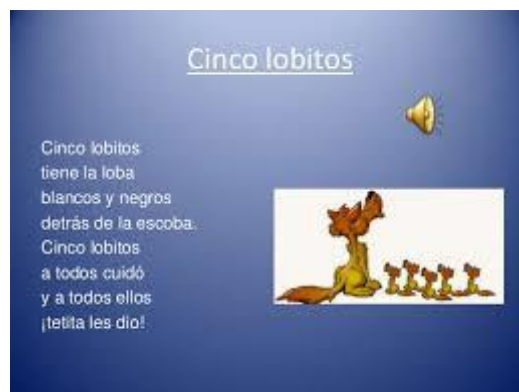 Cinco lobitos
Cinco lobitos
tiene la loba
blancos y negros
detrás de la escoba.
Cinco lobitos
a todos cuidó
y a todos ellos
¡tetita les dio!